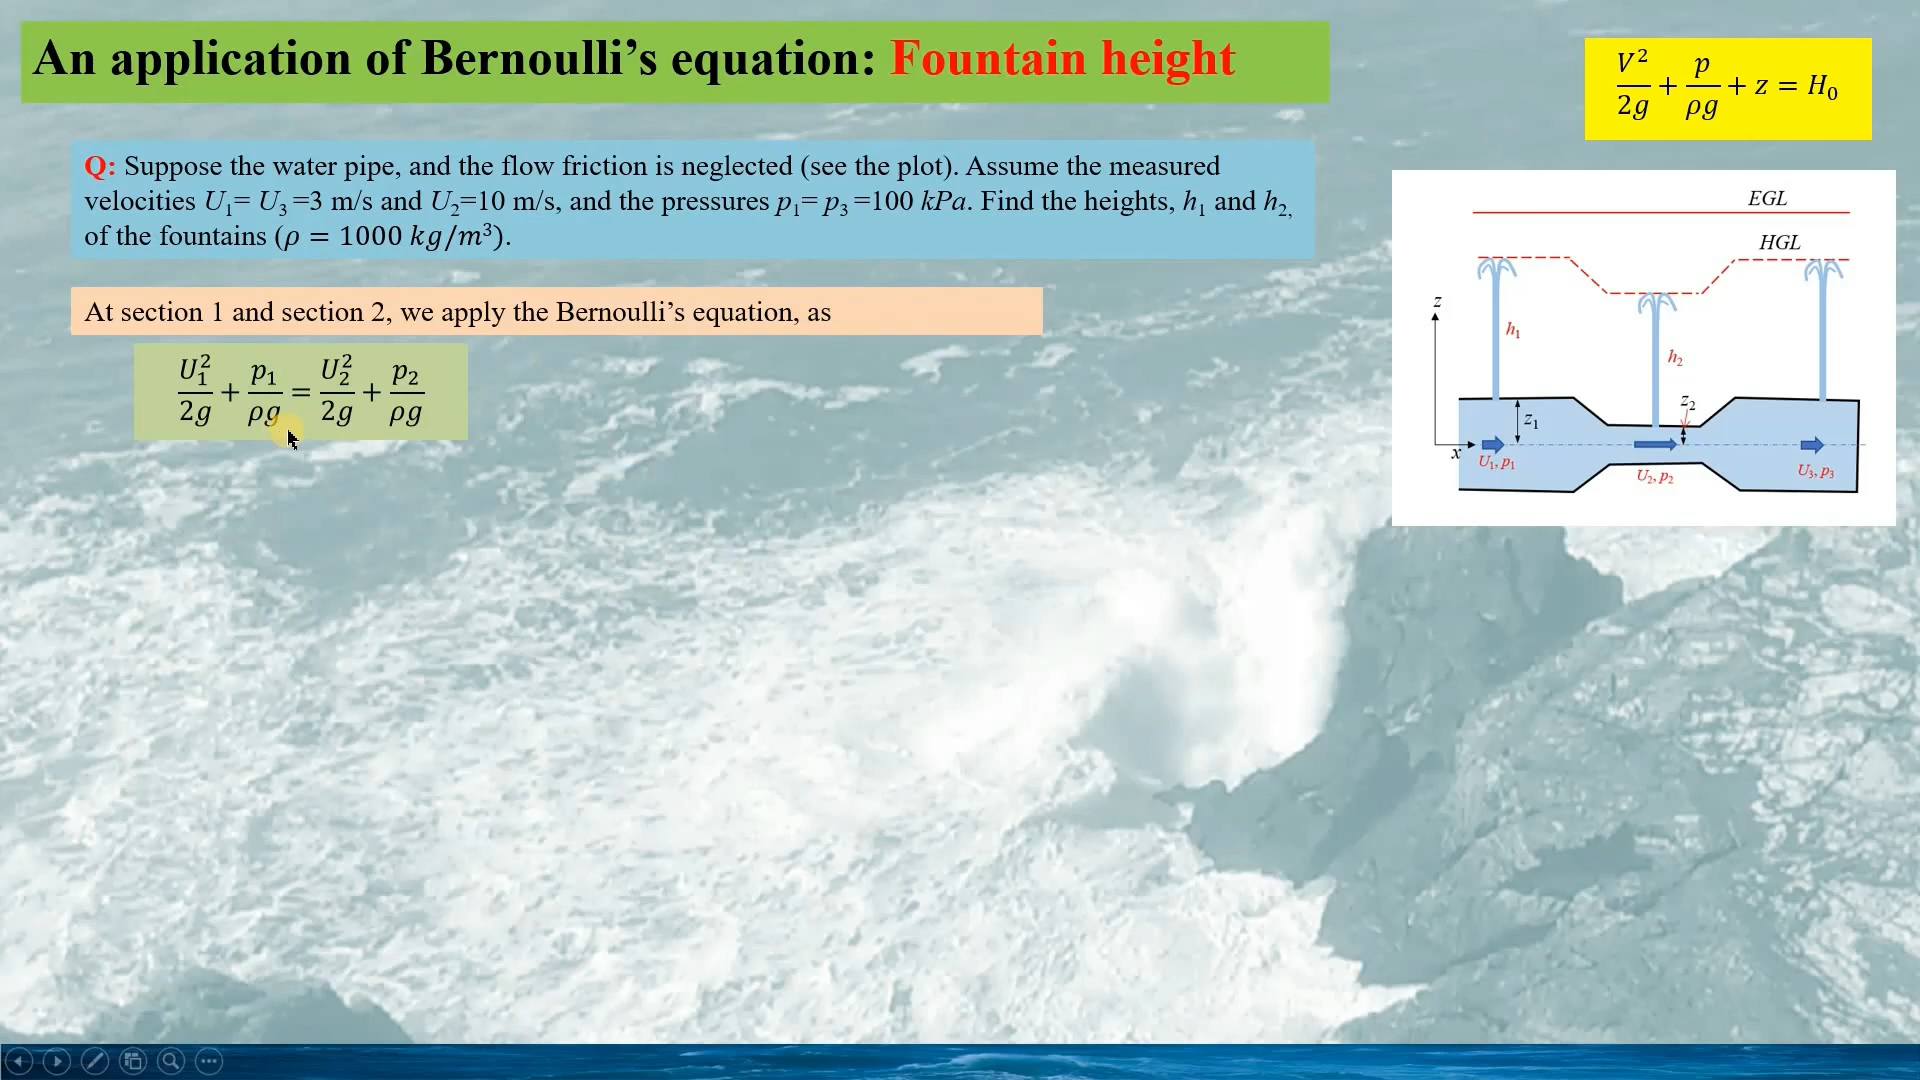 An application of Bernoulli’s equation: Fountain height
V²/2g + p/ρg + z = H₀
Q: Suppose the water pipe, and the flow friction is neglected (see the plot). Assume the measured
velocities U₁= U₃ =3 m/s and U₂=10 m/s, and the pressures p₁= p₃ =100 kPa. Find the heights, h₁ and h₂,
of the fountains (ρ = 1000 kg/m³).
At section 1 and section 2, we apply the Bernoulli’s equation, as
U₁²/2g + p₁/ρg = U₂²/2g + p₂/ρg
EGL
HGL
z
h₁
h₂
z₂
z₁
x
U₁, p₁
U₂, p₂
U₃, p₃